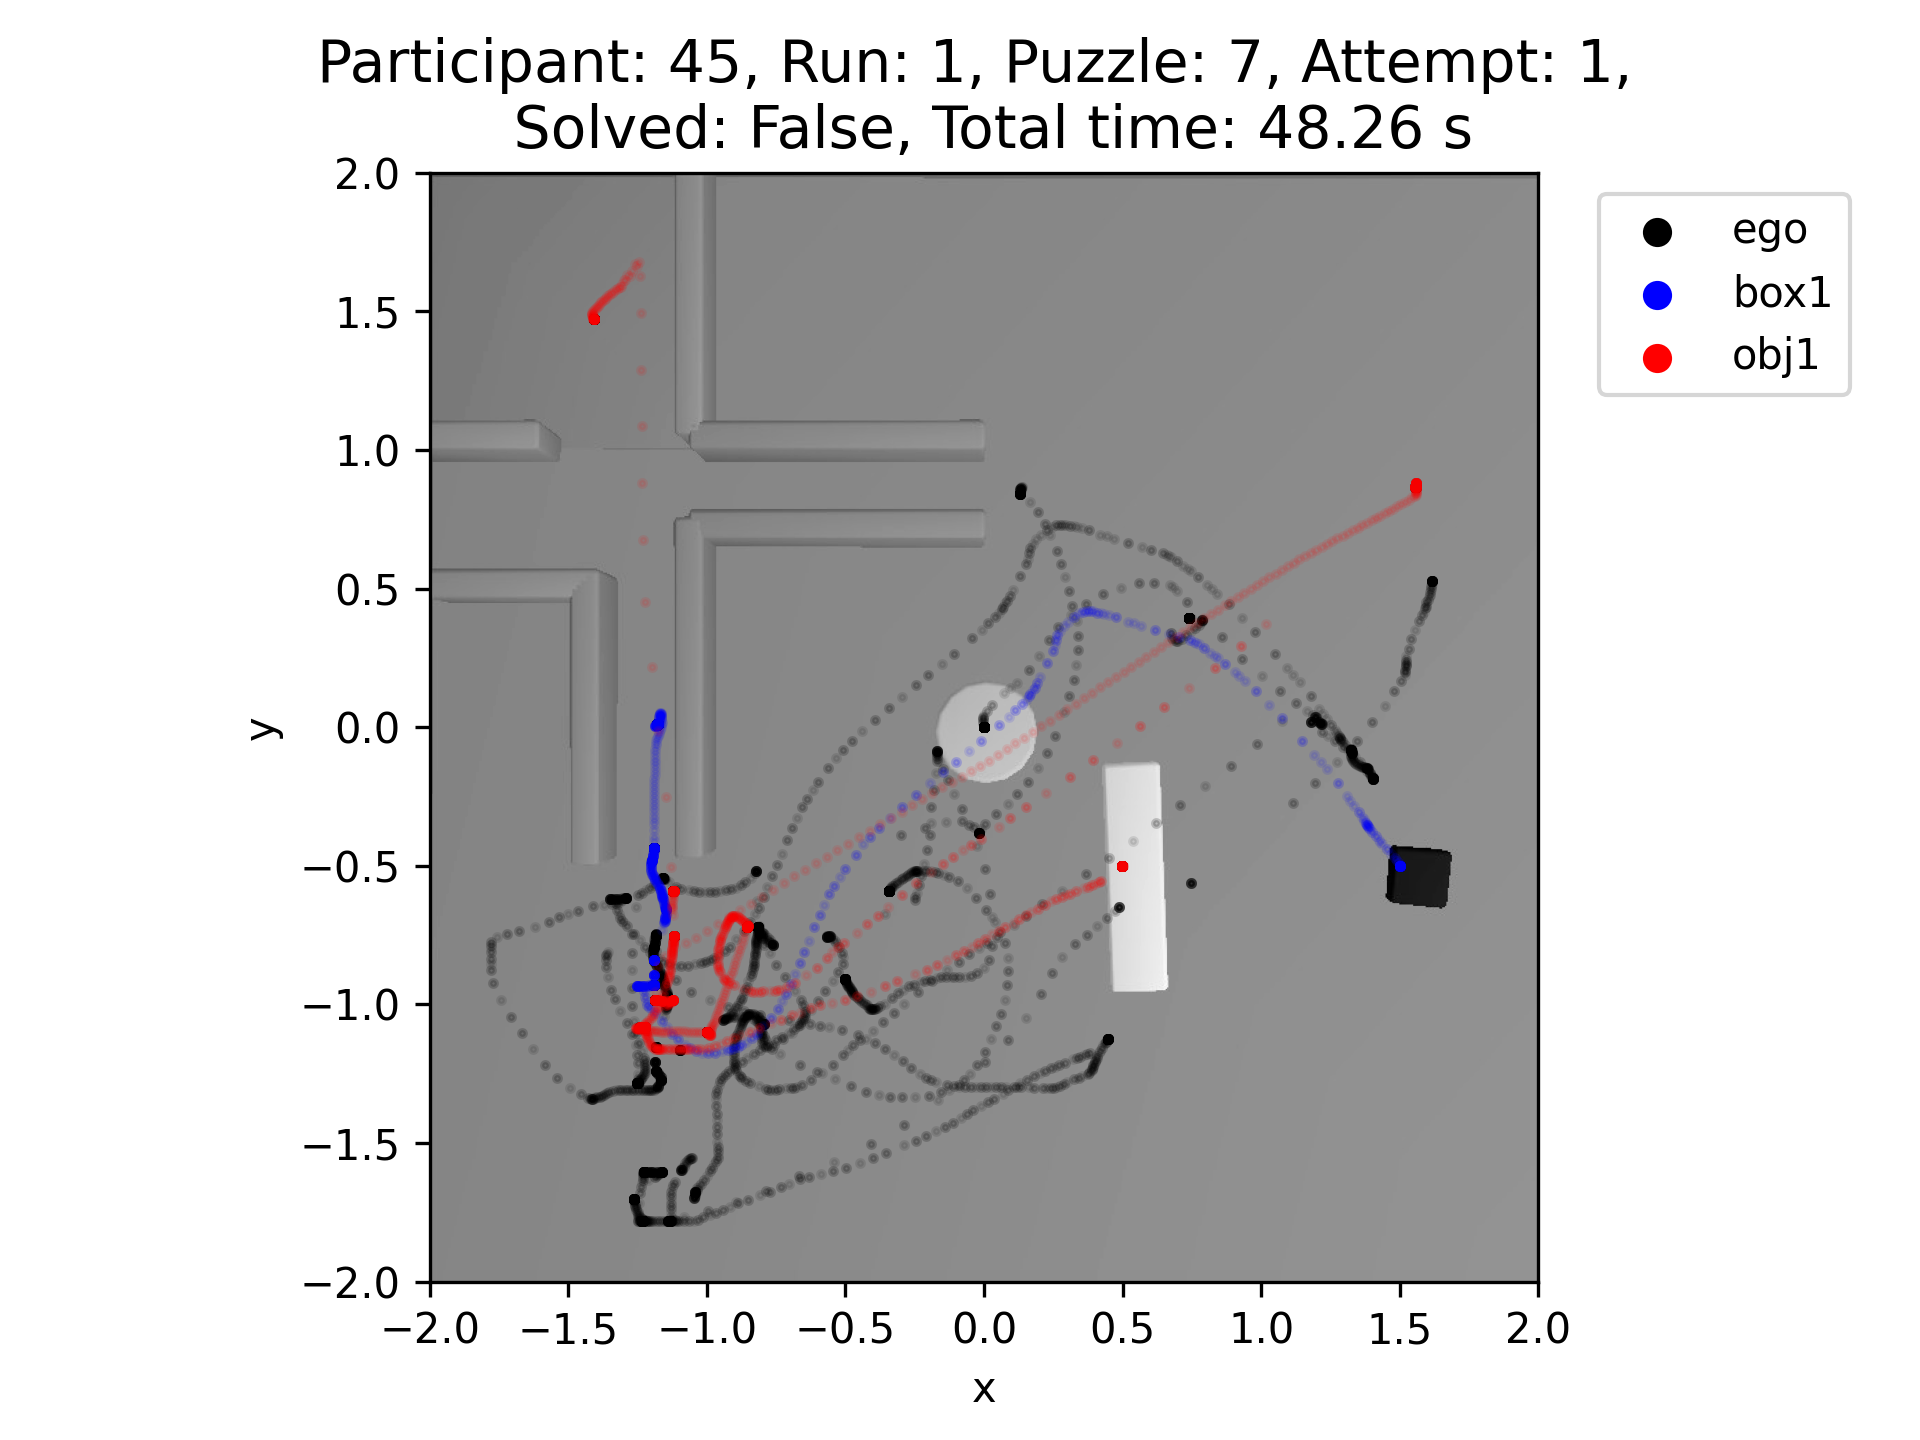 Participant: 45, Run: 1, Puzzle: 7, Attempt: 1,
Solved: False, Total time: 48.26 s
ego
box1
obj1
2.0
1.5
1.0
0.5
0.0
−0.5
−1.0
−1.5
−2.0
y
−2.0 −1.5 −1.0 −0.5 0.0 0.5 1.0 1.5 2.0
x